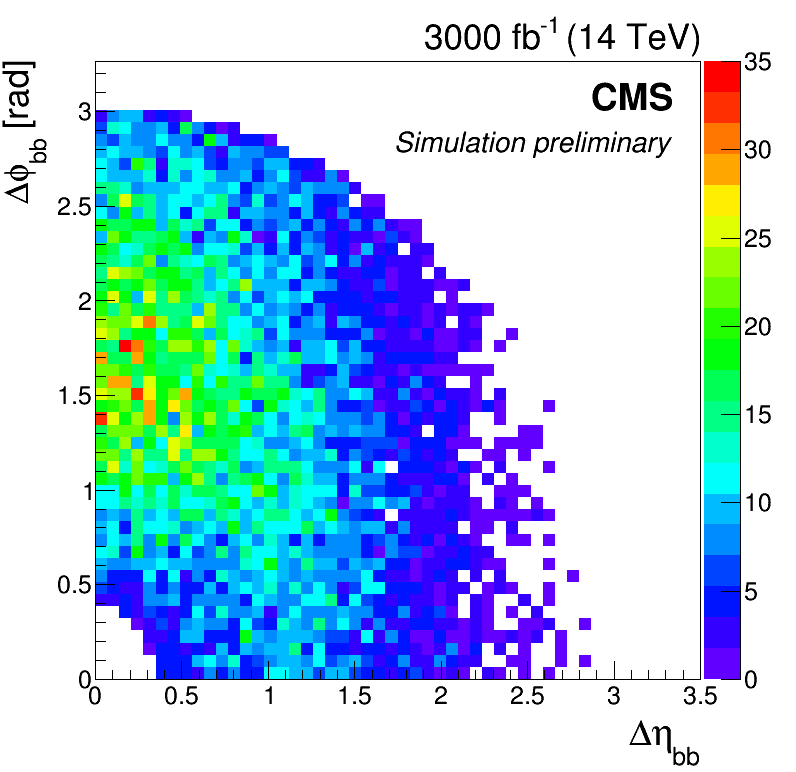 3000 fb-1 (14 TeV)
CMS
Simulation preliminary
Δϕbb [rad]
3
2.5
2
1.5
1
0.5
0
0 0.5 1 1.5 2 2.5 3 3.5
Δηbb
35
30
25
20
15
10
5
0